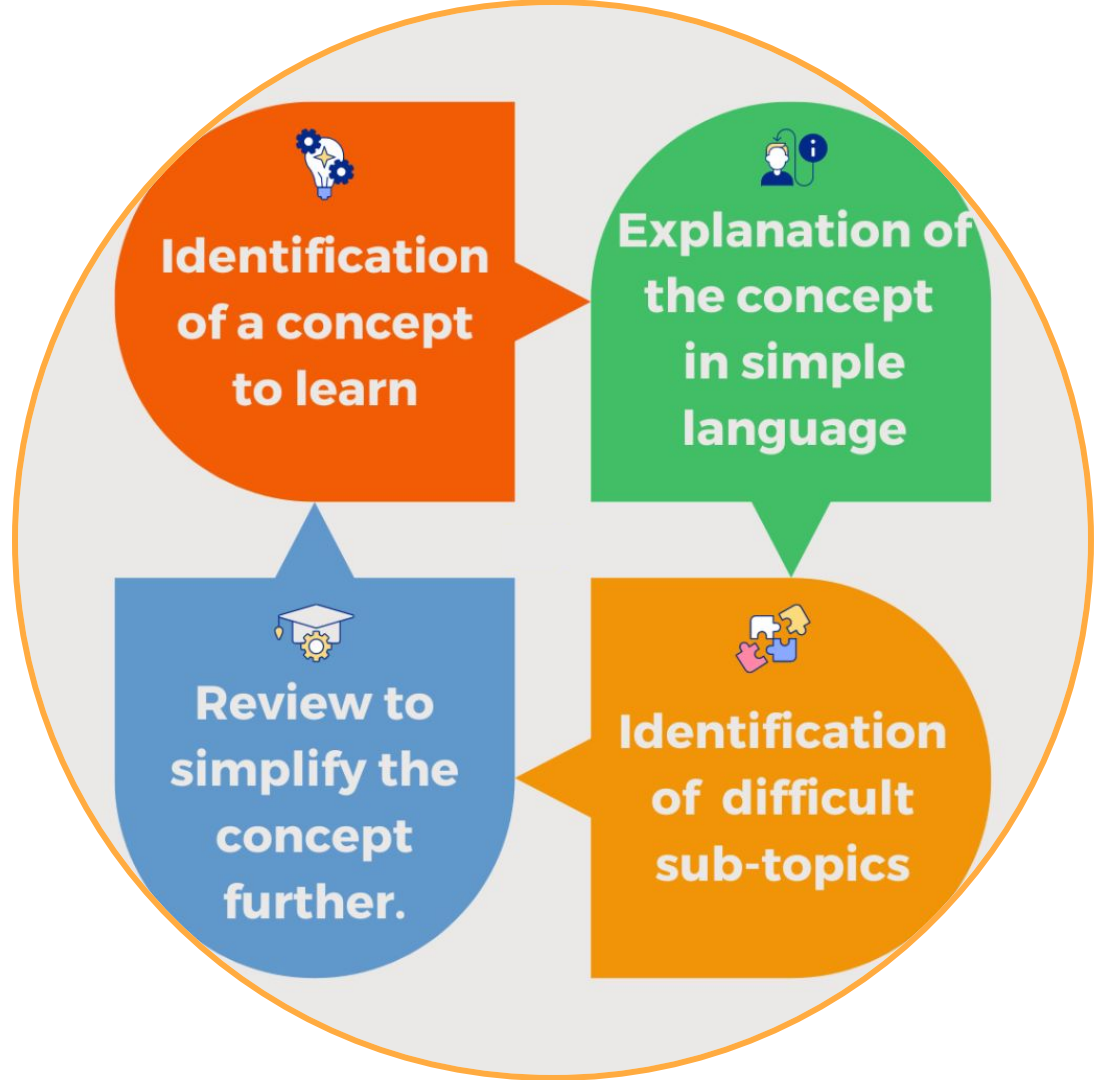 Identification
of a concept
to learn
Explanation of
the concept
in simple
language
Identification
of difficult
sub-topics
Review to
simplify the
concept
further.